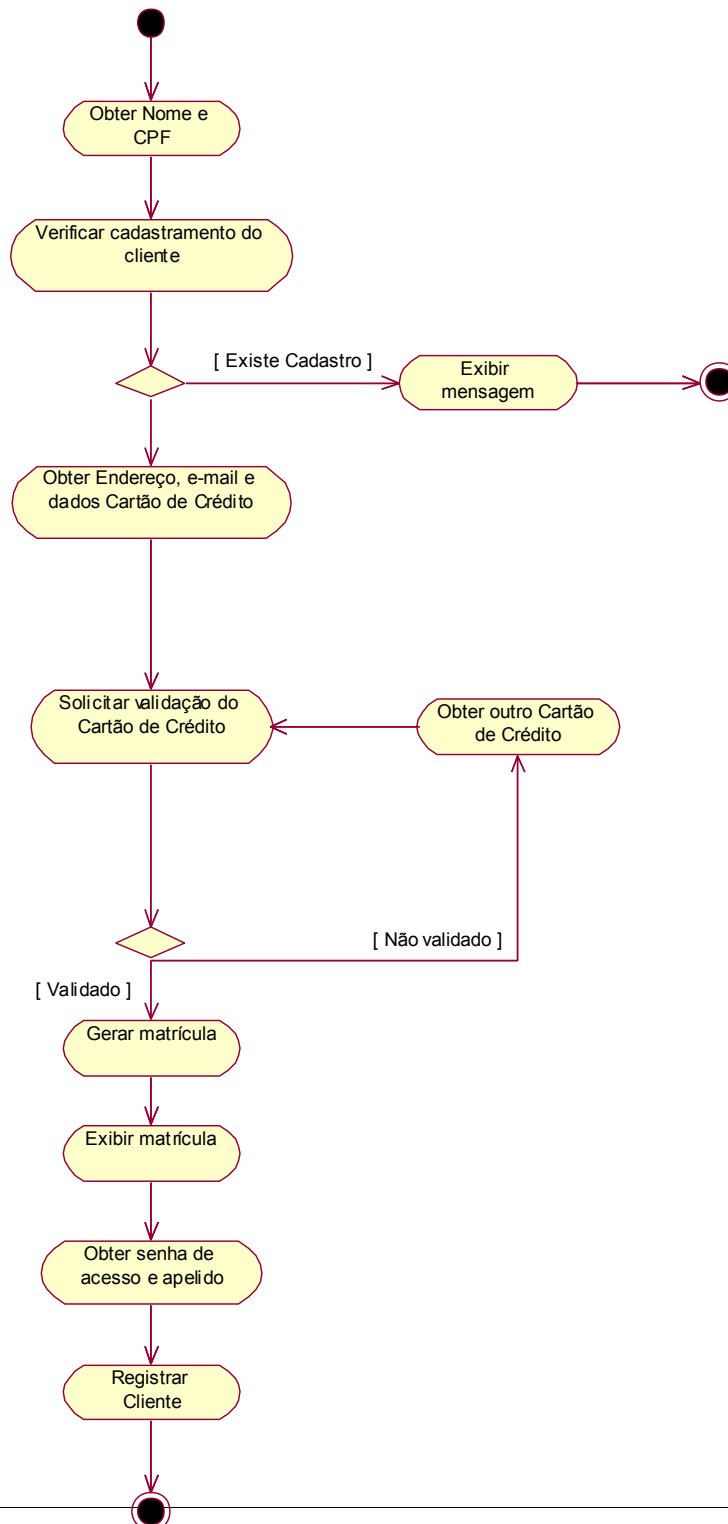 Obter Nome e
CPF
Verificar cadastramento do
cliente
[ Existe Cadastro ]
Exibir
mensagem
Obter Endereço, e-mail e
dados Cartão de Crédito
Solicitar validação do
Cartão de Crédito
Obter outro Cartão
de Crédito
[ Não validado ]
[ Validado ]
Gerar matrícula
Exibir matrícula
Obter senha de
acesso e apelido
Registrar
Cliente